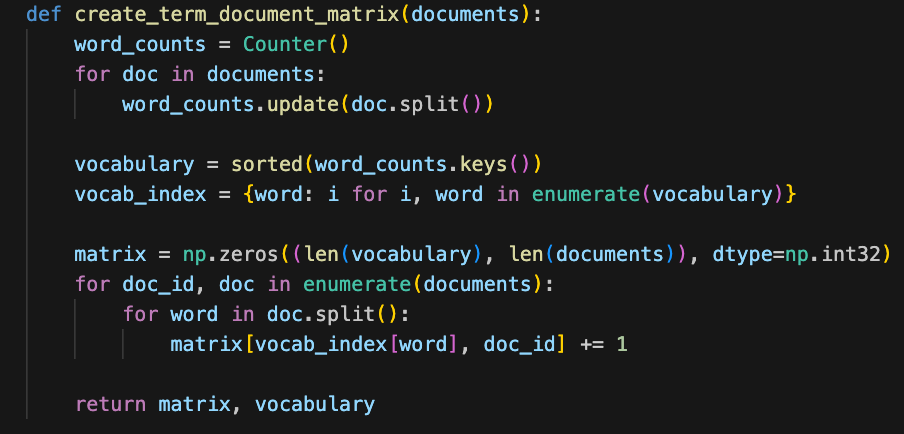 def create_term_document_matrix(documents):
    word_counts = Counter()
    for doc in documents:
        word_counts.update(doc.split())

    vocabulary = sorted(word_counts.keys())
    vocab_index = {word: i for i, word in enumerate(vocabulary)}

    matrix = np.zeros((len(vocabulary), len(documents)), dtype=np.int32)
    for doc_id, doc in enumerate(documents):
        for word in doc.split():
            matrix[vocab_index[word], doc_id] += 1

    return matrix, vocabulary